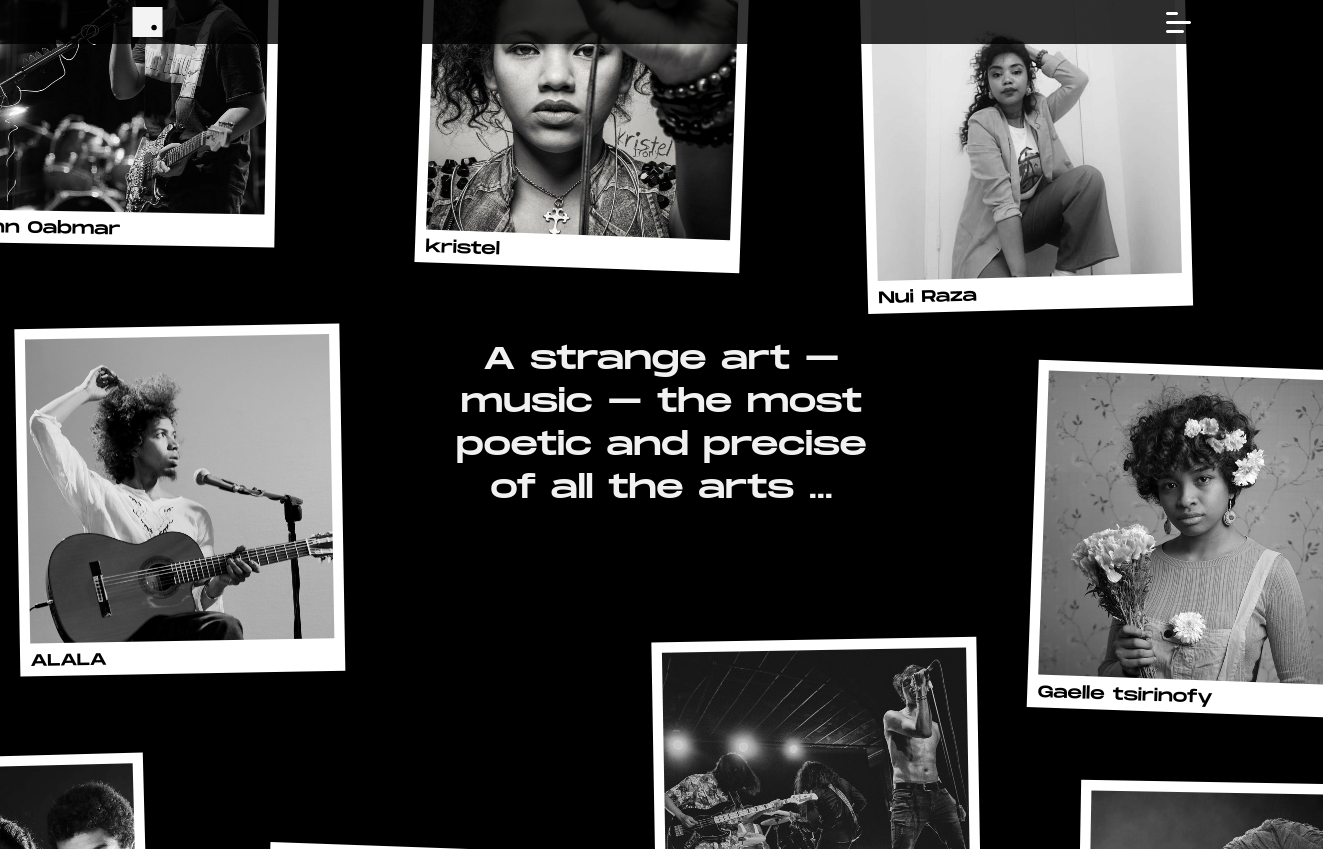 nn Oabmar
kristel
kristel
Nui Raza
A strange art —
music — the most
poetic and precise
of all the arts ...
ALALA
Gaelle tsirinofy